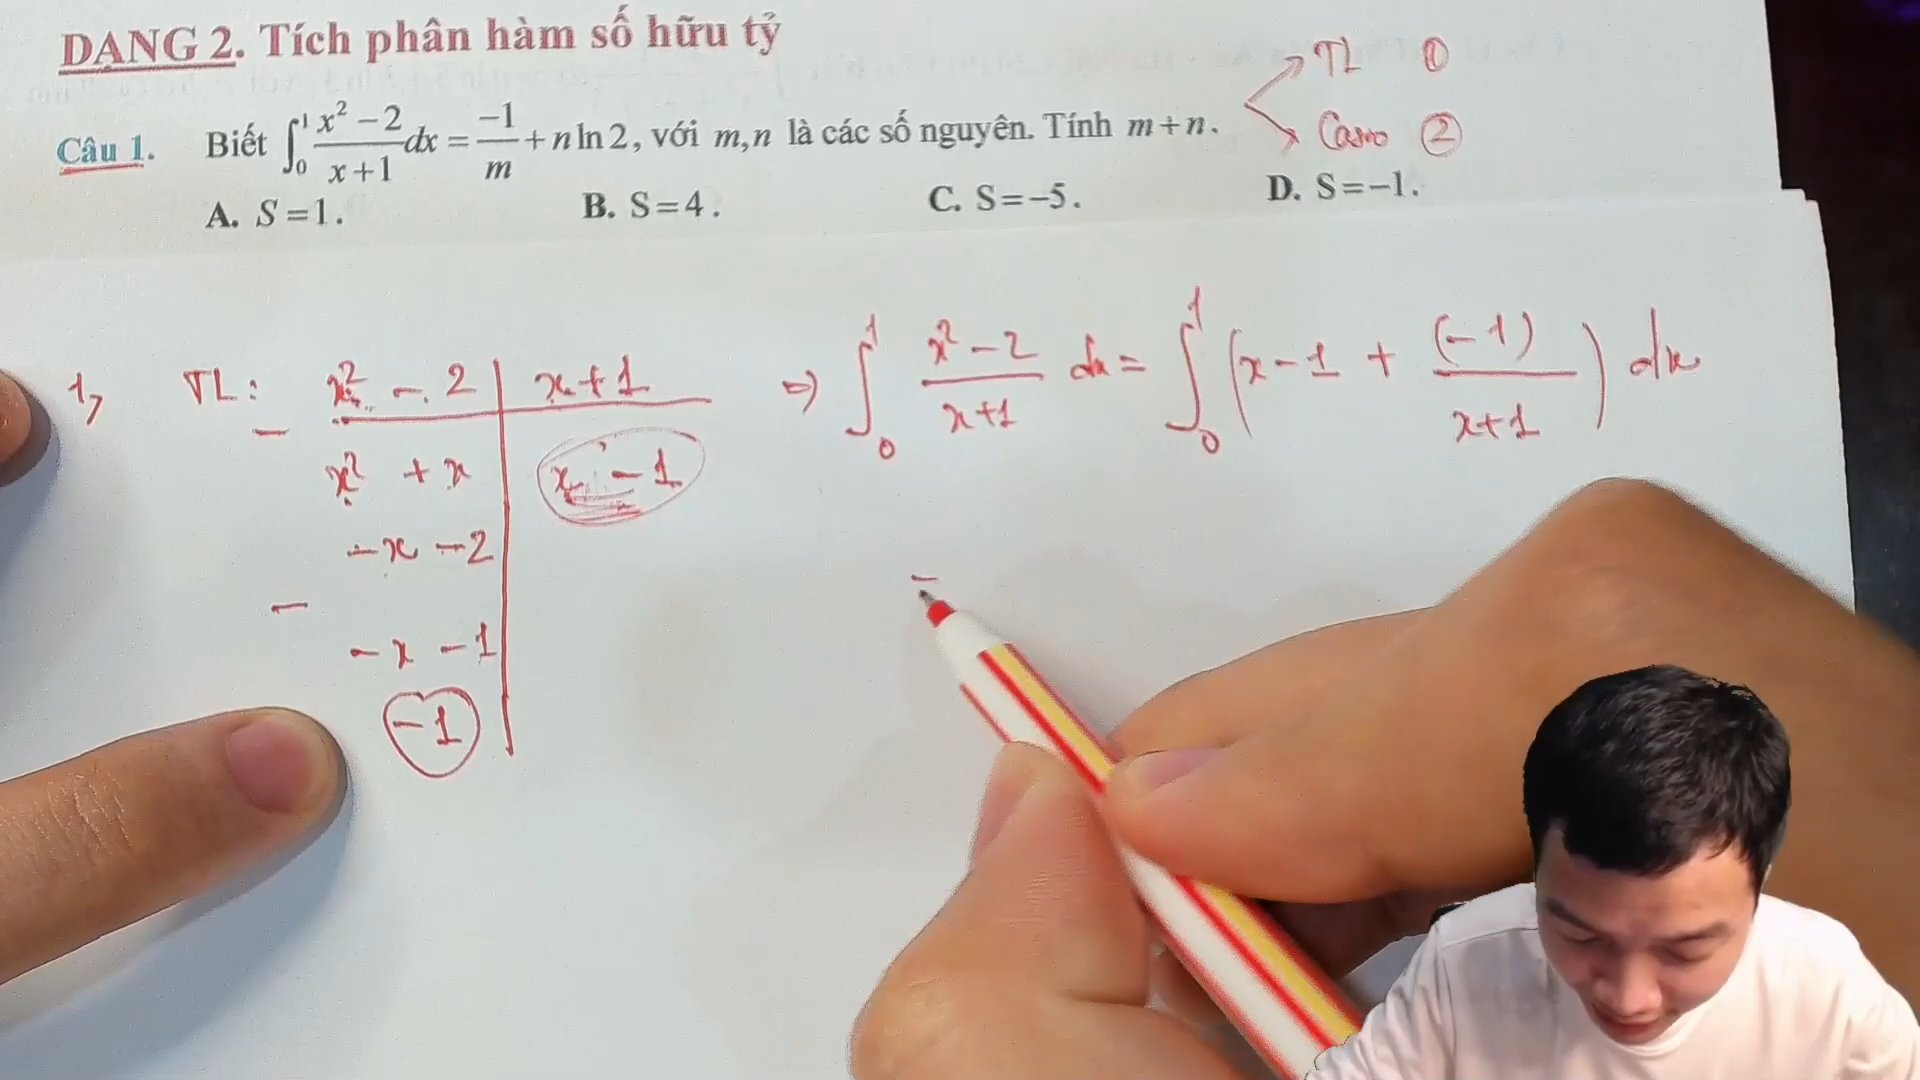 DẠNG 2. Tích phân hàm số hữu tỷ
TL ①
Casio ②
Câu 1. Biết ∫₀¹ (x² − 2)/(x + 1) dx = −1/m + n ln 2, với m, n là các số nguyên. Tính m + n.
A. S = 1. B. S = 4. C. S = −5. D. S = −1.
1, TL: x² − 2 | x + 1
− x² + x | x − 1
−x − 2
− −x − 1
−1
⇒ ∫₀¹ (x² − 2)/(x + 1) dx = ∫₀¹ (x − 1 + (−1)/(x + 1)) dx